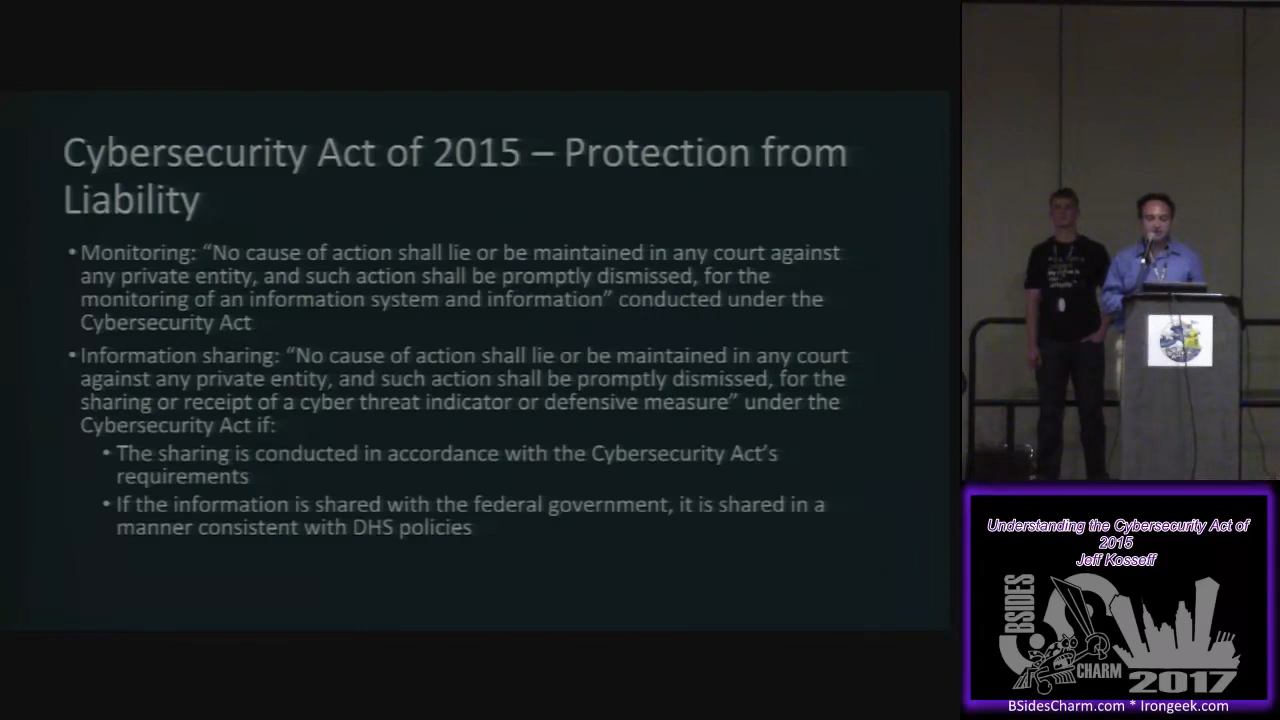 Cybersecurity Act of 2015 – Protection from
Liability
• Monitoring: “No cause of action shall lie or be maintained in any court against
any private entity, and such action shall be promptly dismissed, for the
monitoring of an information system and information” conducted under the
Cybersecurity Act
• Information sharing: “No cause of action shall lie or be maintained in any court
against any private entity, and such action shall be promptly dismissed, for the
sharing or receipt of a cyber threat indicator or defensive measure” under the
Cybersecurity Act if:
• The sharing is conducted in accordance with the Cybersecurity Act’s
requirements
• If the information is shared with the federal government, it is shared in a
manner consistent with DHS policies
Understanding the Cybersecurity Act of
2015
Jeff Kosseff
BSIDES
CHARM
2017
BSidesCharm.com * Irongeek.com